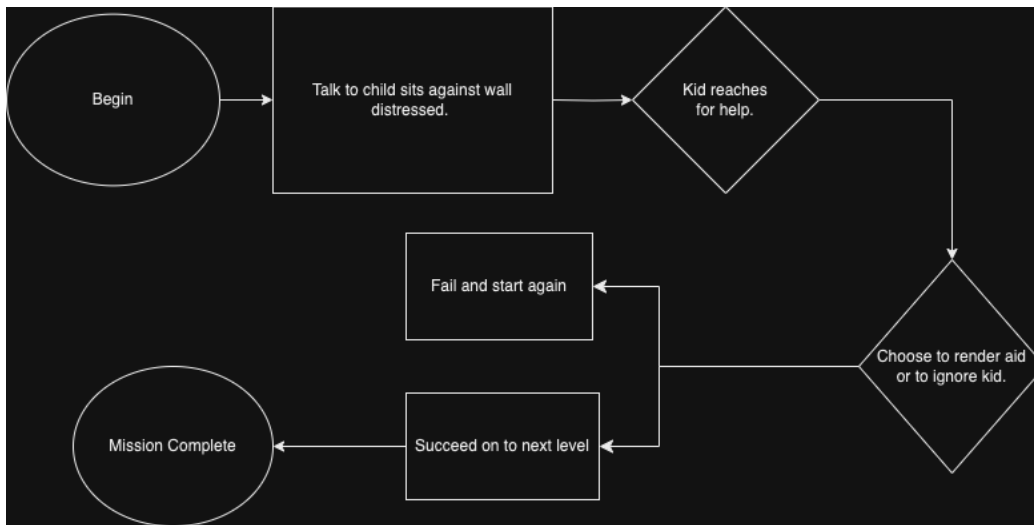 Begin
Talk to child sits against wall
distressed.
Kid reaches
for help.
Choose to render aid
or to ignore kid.
Fail and start again
Succeed on to next level
Mission Complete